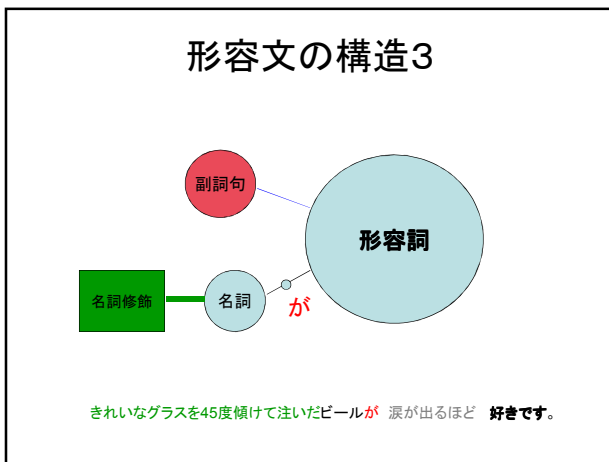 形容文の構造3
副詞句
形容詞
名詞修飾
名詞
が
きれいなグラスを45度傾けて注いだビールが 涙が出るほど 好きです。